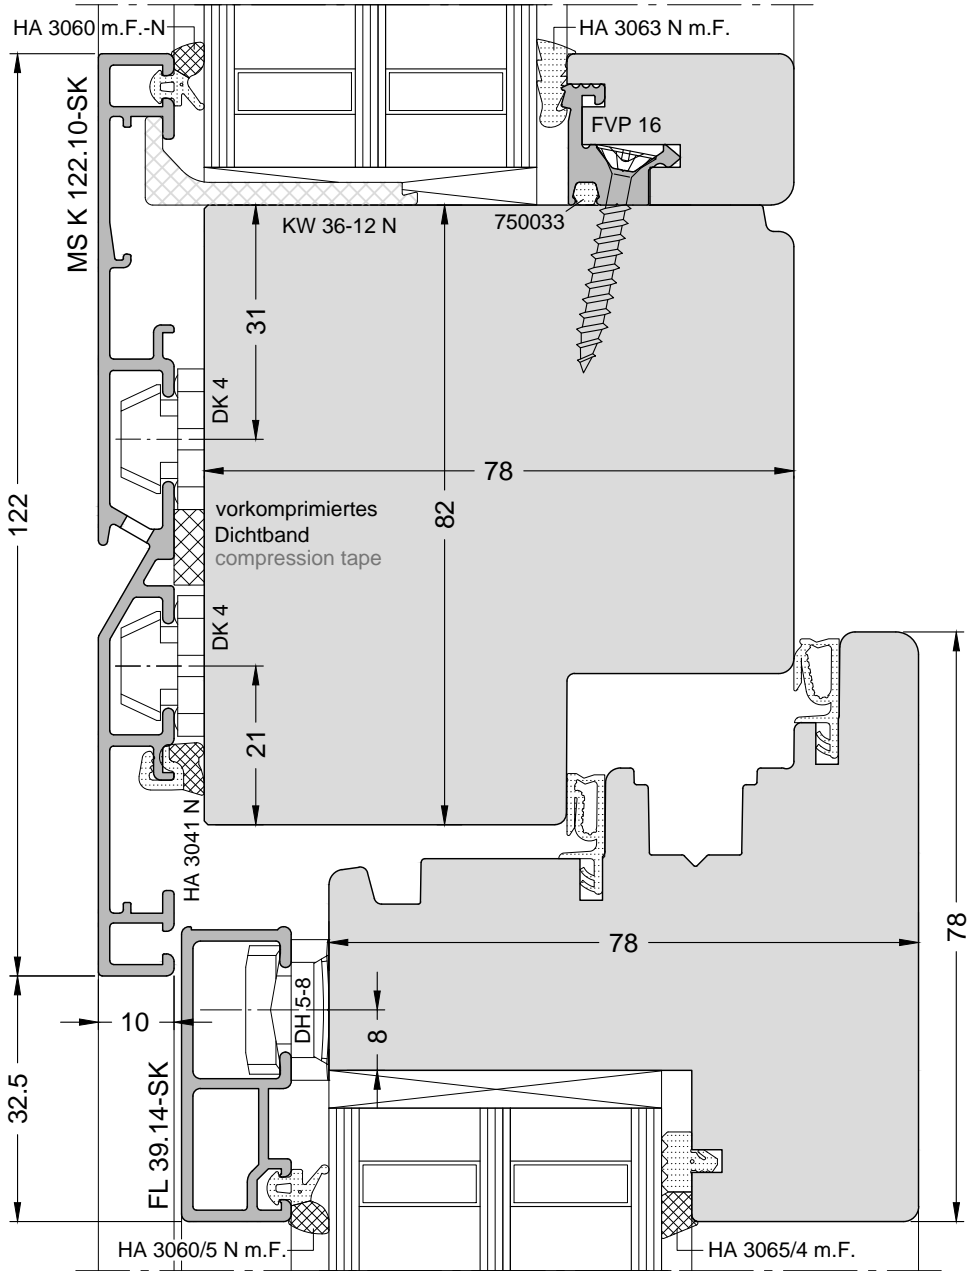 HA 3060 m.F.-N
HA 3063 N m.F.
MS K 122.10-SK
FVP 16
KW 36-12 N
750033
31
DK 4
78
122
82
vorkomprimiertes
Dichtband
compression tape
DK 4
21
HA 3041 N
78
78
10
DH 5-8
8
32.5
FL 39.14-SK
HA 3060/5 N m.F.
HA 3065/4 m.F.